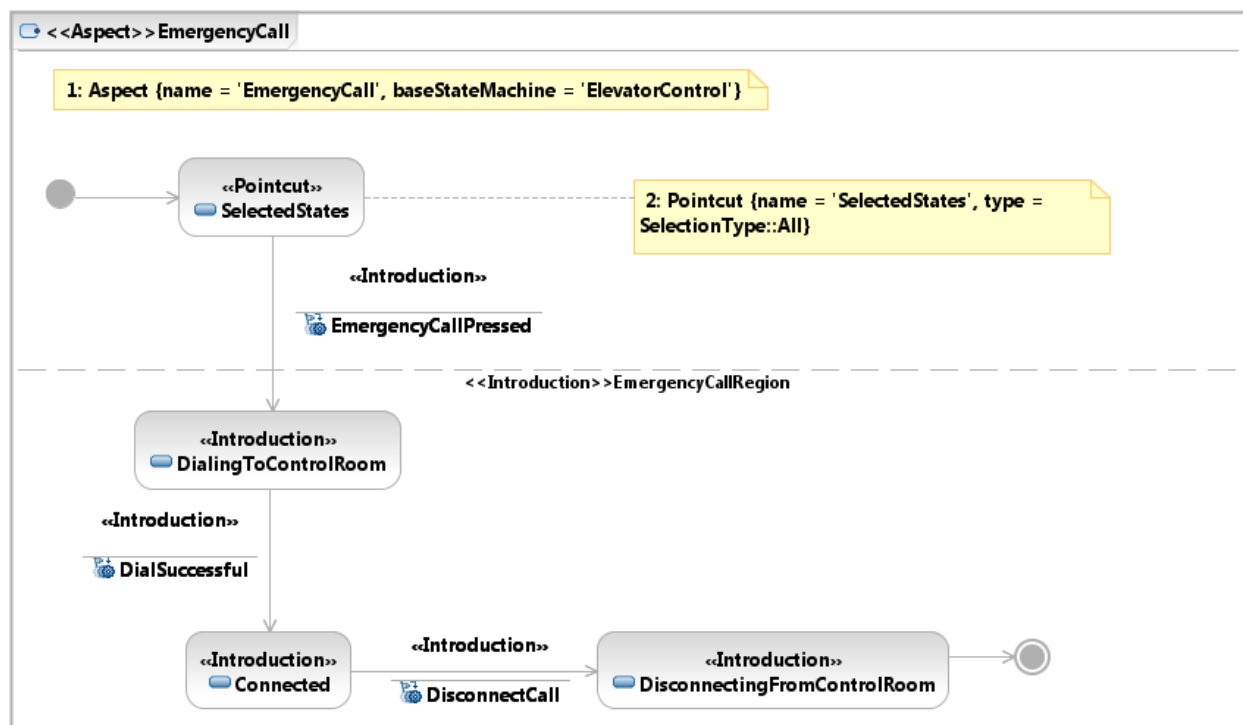 <<Aspect>>EmergencyCall
1: Aspect {name = 'EmergencyCall', baseStateMachine = 'ElevatorControl'}
«Pointcut»
SelectedStates
2: Pointcut {name = 'SelectedStates', type =
SelectionType::All}
«Introduction»
EmergencyCallPressed
<<Introduction>>EmergencyCallRegion
«Introduction»
DialingToControlRoom
«Introduction»
DialSuccessful
«Introduction»
Connected
«Introduction»
DisconnectCall
«Introduction»
DisconnectingFromControlRoom